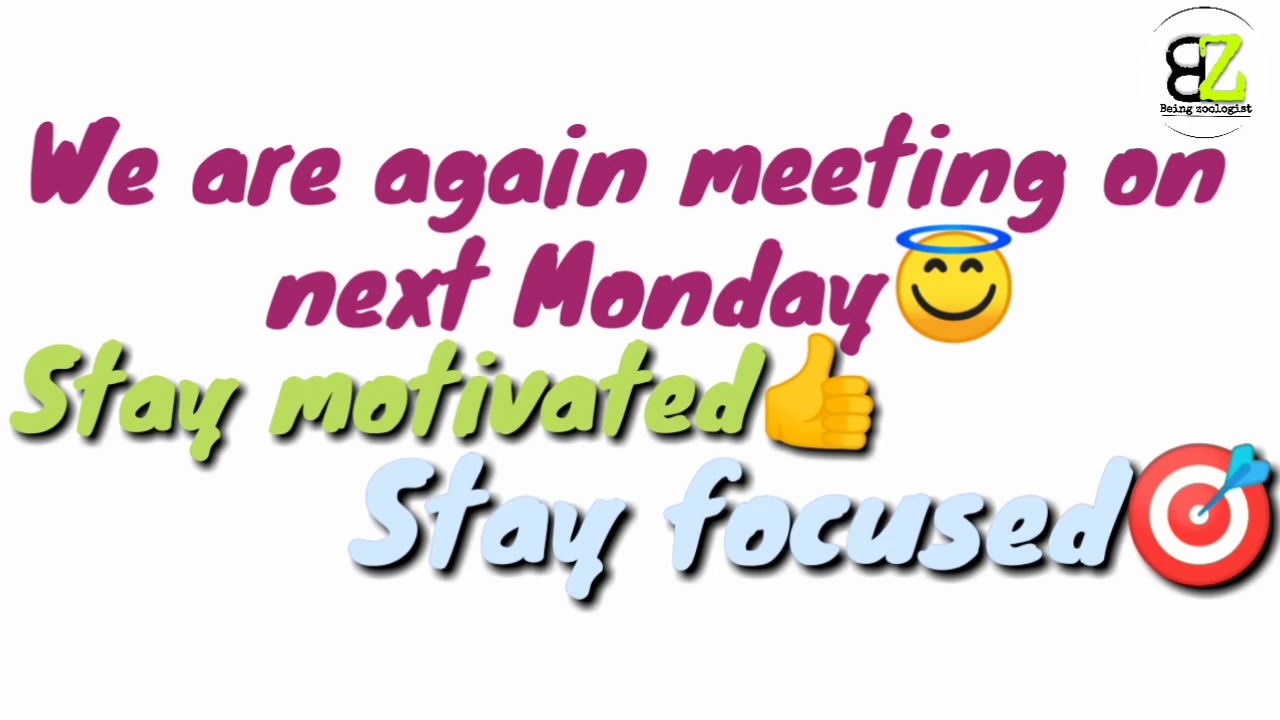 BZ
Being zoologist
We are again meeting on
next Monday😇
Stay motivated👍
Stay focused🎯